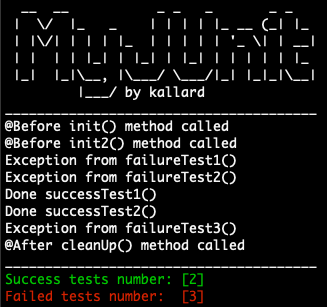 MyJUnit
by kallard
@Before init() method called
@Before init2() method called
Exception from failureTest1()
Exception from failureTest2()
Done successTest1()
Done successTest2()
Exception from failureTest3()
@After cleanUp() method called
Success tests number: [2]
Failed tests number: [3]